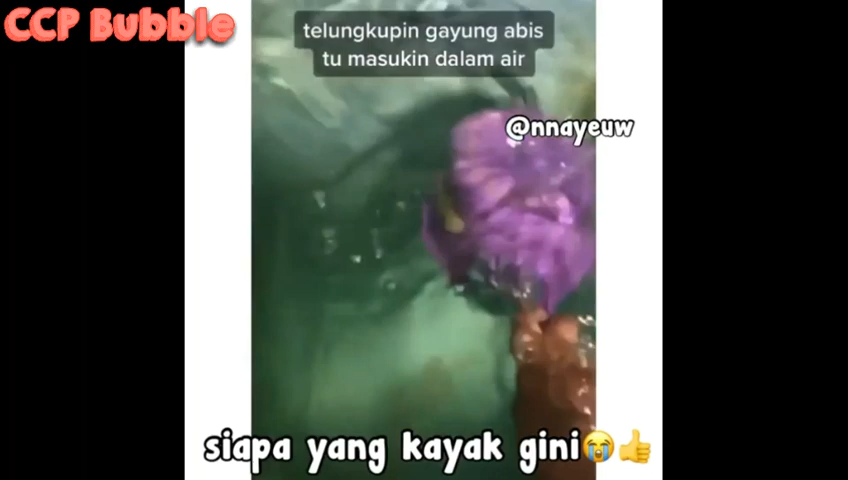 CCP Bubble
telungkupin gayung abis
tu masukin dalam air
@nnayeuw
siapa yang kayak gini😭👍